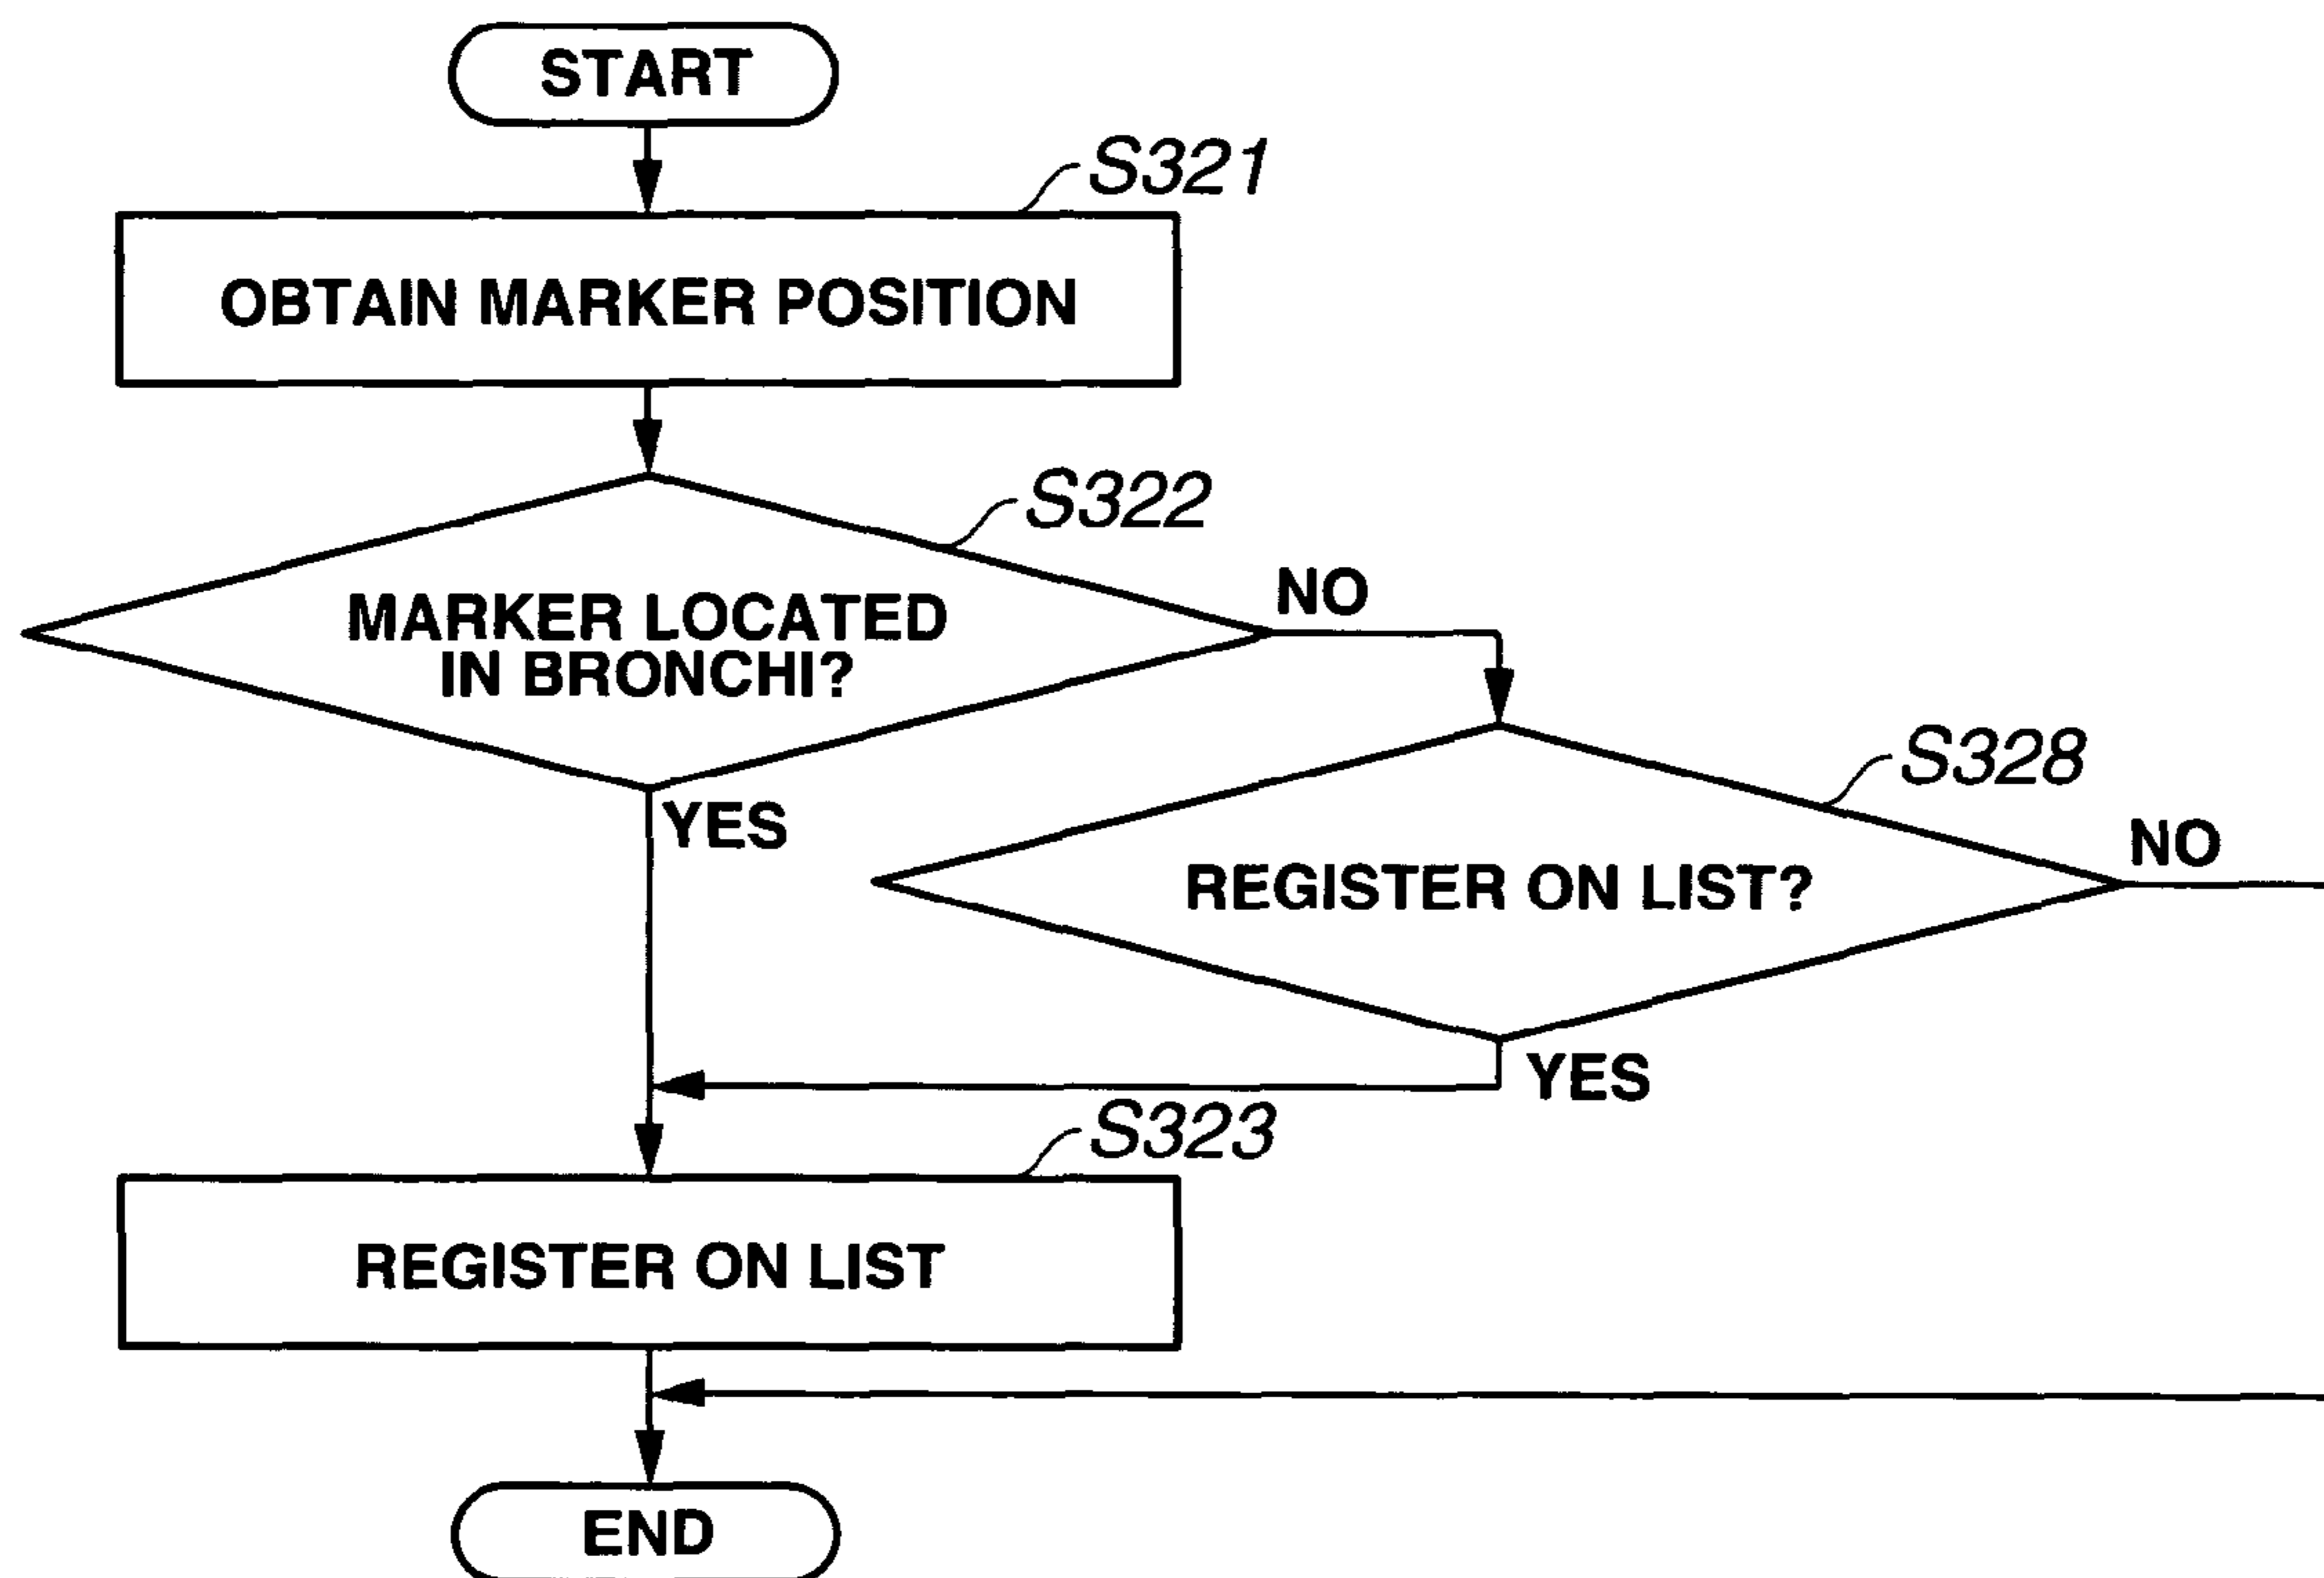 START
S321
OBTAIN MARKER POSITION
S322
MARKER LOCATED
IN BRONCHI?
NO
YES
S328
REGISTER ON LIST?
NO
YES
S323
REGISTER ON LIST
END